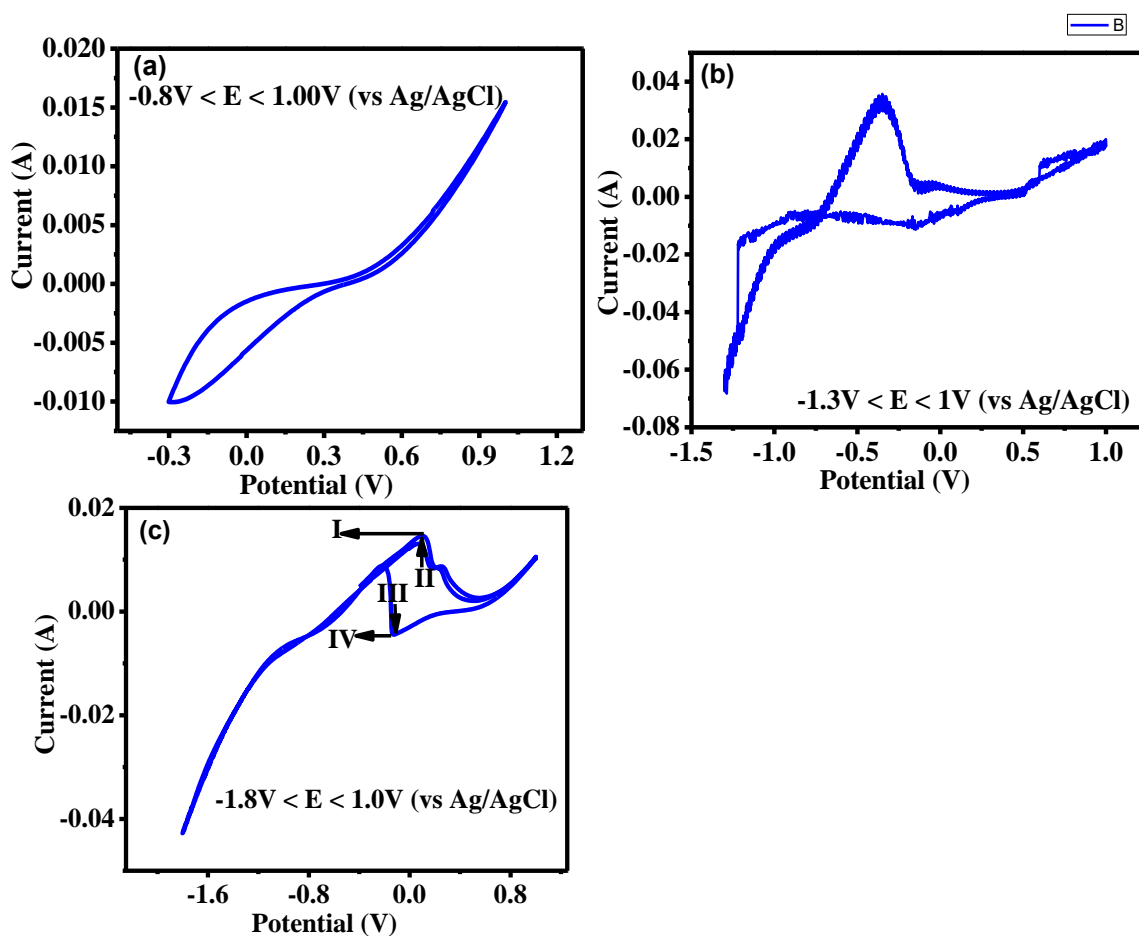 B
(a)
-0.8V < E < 1.00V (vs Ag/AgCl)
0.020
0.015
0.010
0.005
0.000
-0.005
-0.010
Current (A)
-0.3 0.0 0.3 0.6 0.9 1.2
Potential (V)
(b)
0.04
0.02
0.00
-0.02
-0.04
-0.06
-0.08
Current (A)
-1.3V < E < 1V (vs Ag/AgCl)
-1.5 -1.0 -0.5 0.0 0.5 1.0
Potential (V)
(c)
0.02
0.00
-0.02
-0.04
Current (A)
I
II
III
IV
-1.8V < E < 1.0V (vs Ag/AgCl)
-1.6 -0.8 0.0 0.8
Potential (V)